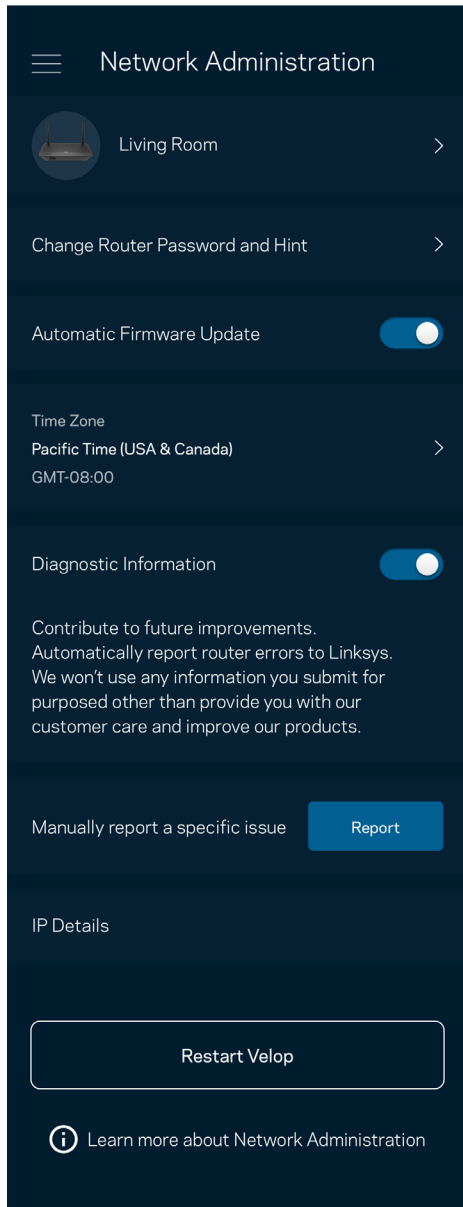 Network Administration
Living Room
Change Router Password and Hint
Automatic Firmware Update
Time Zone
Pacific Time (USA & Canada)
GMT-08:00
Diagnostic Information
Contribute to future improvements.
Automatically report router errors to Linksys.
We won't use any information you submit for
purposed other than provide you with our
customer care and improve our products.
Manually report a specific issue
Report
IP Details
Restart Velop
Learn more about Network Administration